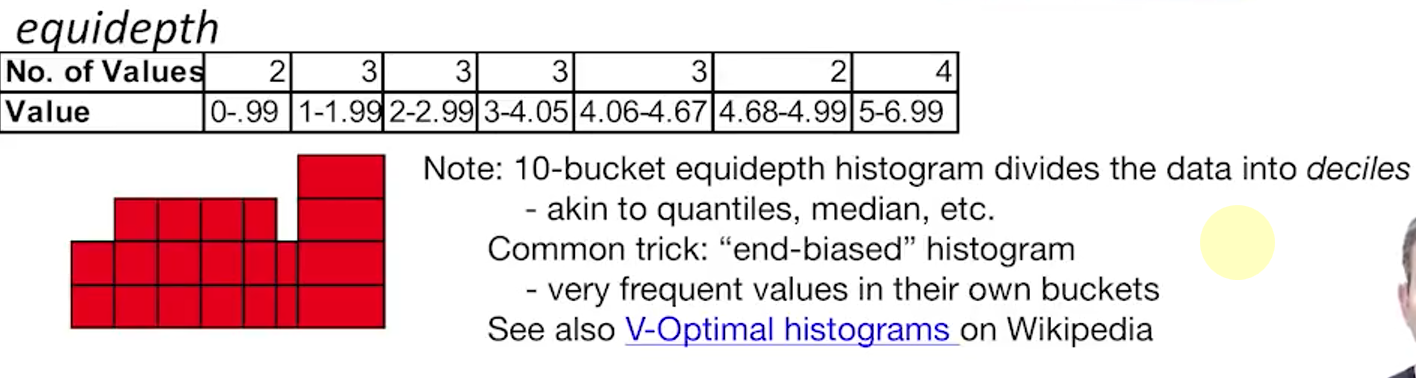 equidepth
No. of Values 2 3 3 3 3 2 4
Value 0-.99 1-1.99 2-2.99 3-4.05 4.06-4.67 4.68-4.99 5-6.99
Note: 10-bucket equidepth histogram divides the data into deciles
- akin to quantiles, median, etc.
Common trick: “end-biased” histogram
- very frequent values in their own buckets
See also V-Optimal histograms on Wikipedia